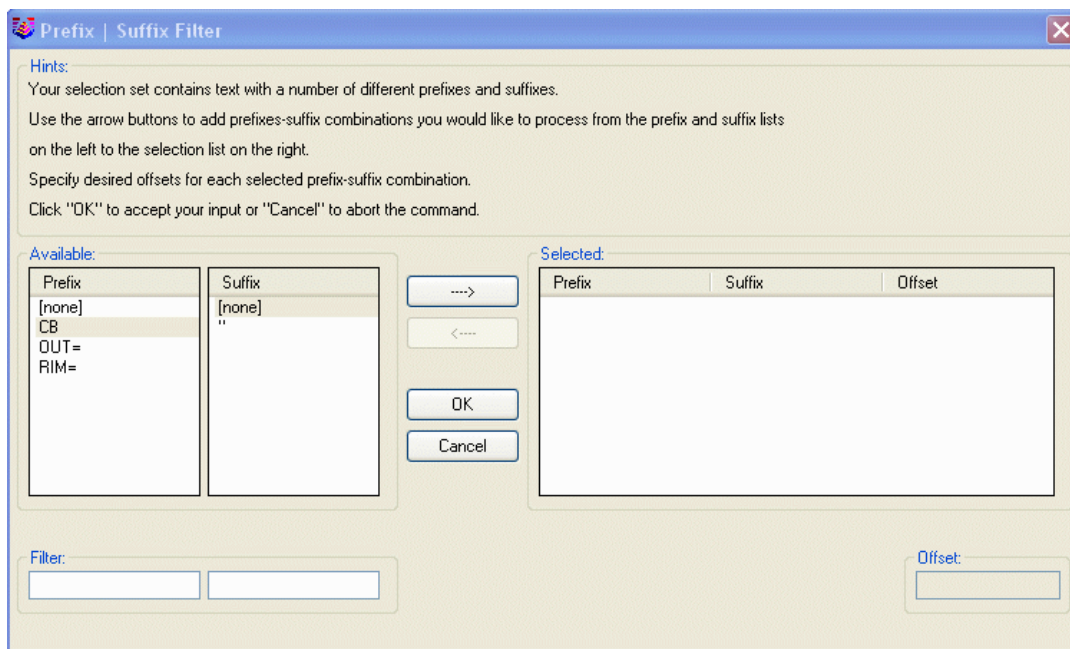 Prefix | Suffix Filter
Hints:
Your selection set contains text with a number of different prefixes and suffixes.
Use the arrow buttons to add prefixes-suffix combinations you would like to process from the prefix and suffix lists
on the left to the selection list on the right.
Specify desired offsets for each selected prefix-suffix combination.
Click "OK" to accept your input or "Cancel" to abort the command.
Available:
Prefix
[none]
CB
OUT=
RIM=
Suffix
[none]
"
---->
<----
OK
Cancel
Selected:
Prefix Suffix Offset
Filter:
Offset: